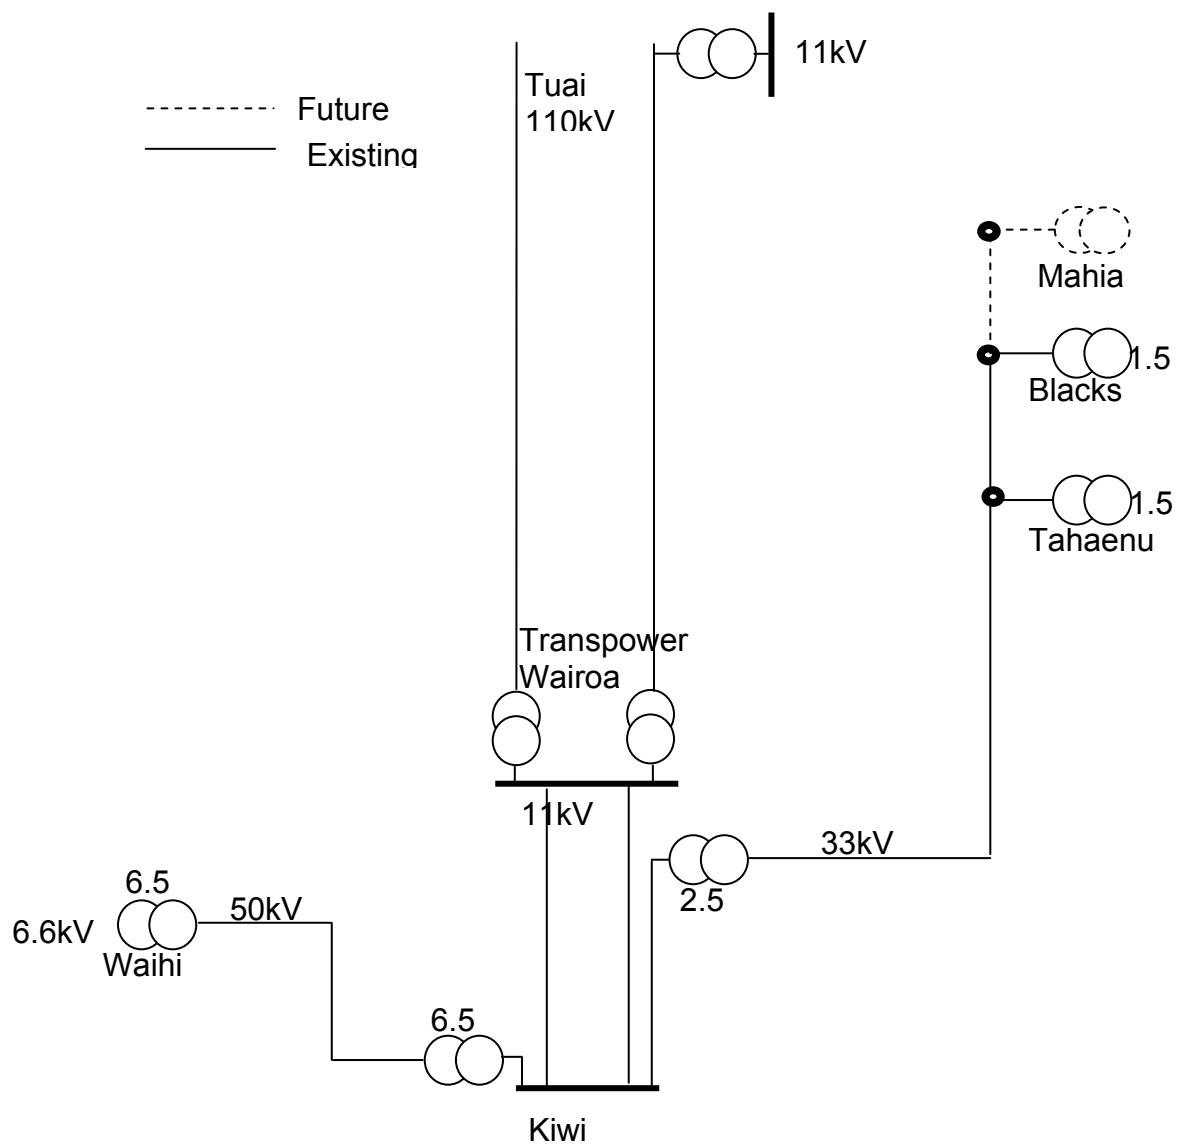 11kV
Tuai
110kV
Future
Existing
Mahia
1.5
Blacks
1.5
Tahaenu
Transpower
Wairoa
11kV
33kV
2.5
6.5
50kV
6.6kV
Waihi
6.5
Kiwi